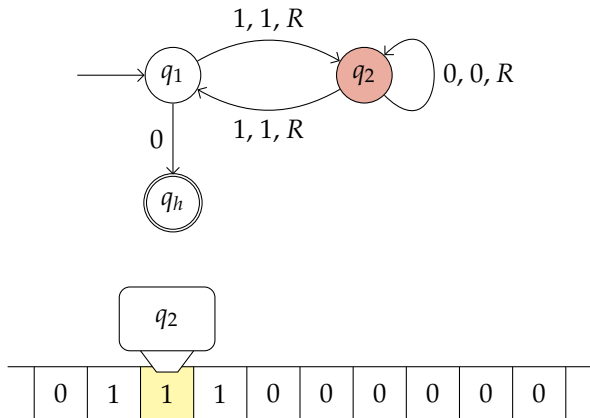 1, 1, R
q₁
q₂
0, 0, R
1, 1, R
0
qₕ
q₂
0 1 1 1 0 0 0 0 0 0